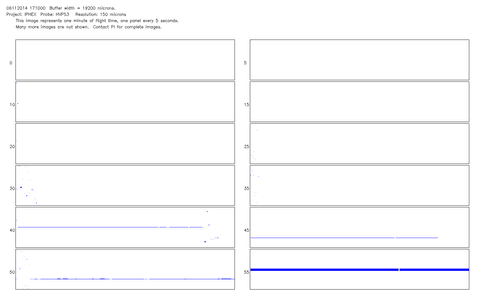 06112014 171000 Buffer width = 19200 microns.
Project: IPHEX Probe: HVPS3 Resolution: 150 microns
This image represents one minute of flight time, one panel every 5 seconds.
Many more images are not shown. Contact PI for complete images.
0 5
10 15
20 25
30 35
40 45
50 55